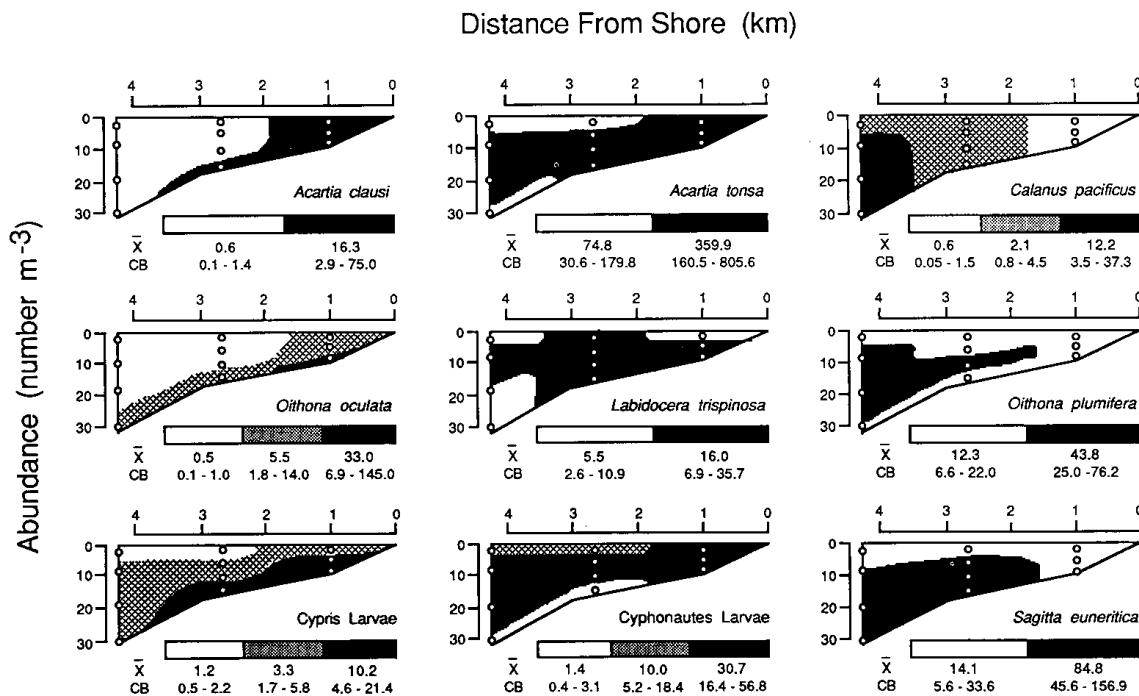 Distance From Shore (km)
Abundance (number m-3)
4 3 2 1 0
0
10
20
30
Acartia clausi
X̄ 0.6 16.3
CB 0.1 - 1.4 2.9 - 75.0
4 3 2 1 0
0
10
20
30
Acartia tonsa
74.8 359.9
30.6 - 179.8 160.5 - 805.6
4 3 2 1 0
0
10
20
30
Calanus pacificus
X̄ 0.6 2.1 12.2
CB 0.05 - 1.5 0.8 - 4.5 3.5 - 37.3
4 3 2 1 0
0
10
20
30
Oithona oculata
X̄ 0.5 5.5 33.0
CB 0.1 - 1.0 1.8 - 14.0 6.9 - 145.0
4 3 2 1 0
0
10
20
30
Labidocera trispinosa
X̄ 5.5 16.0
CB 2.6 - 10.9 6.9 - 35.7
4 3 2 1 0
0
10
20
30
Oithona plumifera
X̄ 12.3 43.8
CB 6.6 - 22.0 25.0 -76.2
4 3 2 1 0
0
10
20
30
Cypris Larvae
X̄ 1.2 3.3 10.2
CB 0.5 - 2.2 1.7 - 5.8 4.6 - 21.4
4 3 2 1 0
0
10
20
30
Cyphonautes Larvae
X̄ 1.4 10.0 30.7
CB 0.4 - 3.1 5.2 - 18.4 16.4 - 56.8
4 3 2 1 0
0
10
20
30
Sagitta euneritica
X̄ 14.1 84.8
CB 5.6 - 33.6 45.6 - 156.9